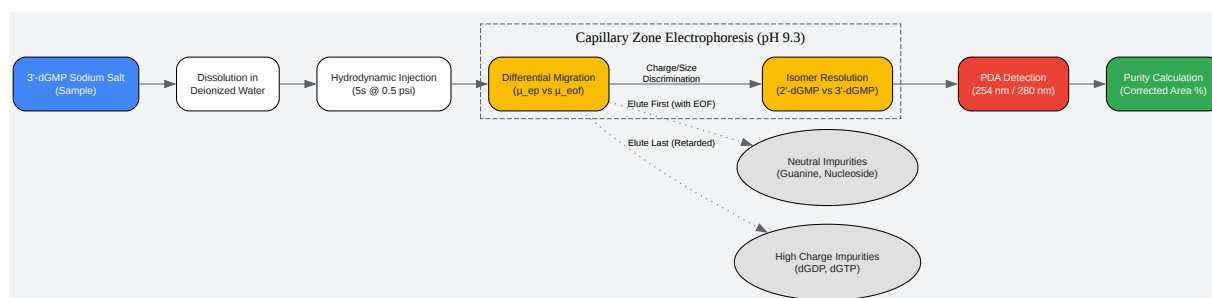 Capillary Zone Electrophoresis (pH 9.3)
3'-dGMP Sodium Salt
(Sample)
Dissolution in
Deionized Water
Hydrodynamic Injection
(5s @ 0.5 psi)
Differential Migration
(μ_ep vs μ_eof)
Charge/Size
Discrimination
Isomer Resolution
(2'-dGMP vs 3'-dGMP)
PDA Detection
(254 nm / 280 nm)
Purity Calculation
(Corrected Area %)
Elute First (with EOF)
Elute Last (Retarded)
Neutral Impurities
(Guanine, Nucleoside)
High Charge Impurities
(dGDP, dGTP)